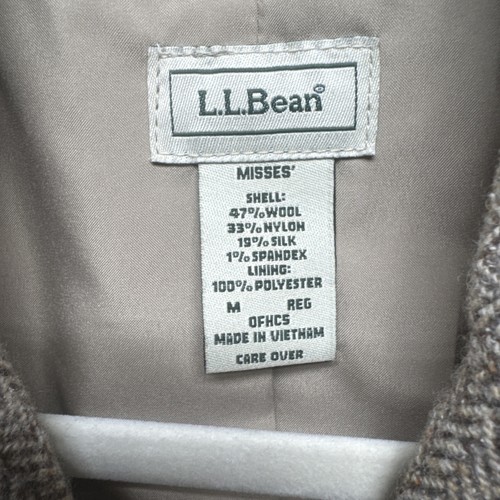 L.L.Bean®
MISSES'
SHELL:
47% WOOL
33% NYLON
19% SILK
1% SPANDEX
LINING:
100% POLYESTER
M REG
OFHC5
MADE IN VIETNAM
CARE OVER